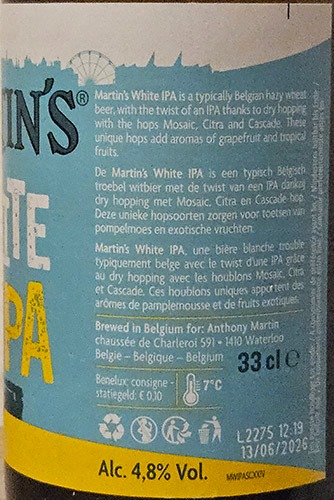 TIN'S®
ITE
PA
Martin's White IPA is a typically Belgian hazy wheat
beer, with the twist of an IPA thanks to dry hopping
with the hops Mosaic, Citra and Cascade. These
unique hops add aromas of grapefruit and tropical
fruits.
De Martin's White IPA is een typisch Belgisch
troebel witbier met de twist van een IPA dankzij
dry hopping met Mosaic, Citra en Cascade hop.
Deze unieke hopsoorten zorgen voor toetsen van
pompelmoes en exotische vruchten.
Martin's White IPA, une bière blanche trouble
typiquement belge avec le twist d'une IPA grâce
au dry hopping avec les houblons Mosaic, Citra
et Cascade. Ces houblons uniques apportent des
arômes de pamplemousse et de fruits exotiques.
Brewed in Belgium for: Anthony Martin
chaussée de Charleroi 591 • 1410 Waterloo
België – Belgique – Belgium
33 cl e
Benelux: consigne -
statiegeld: € 0,10
7°C
L2275 12:19
13/06/2026
Alc. 4,8% Vol.